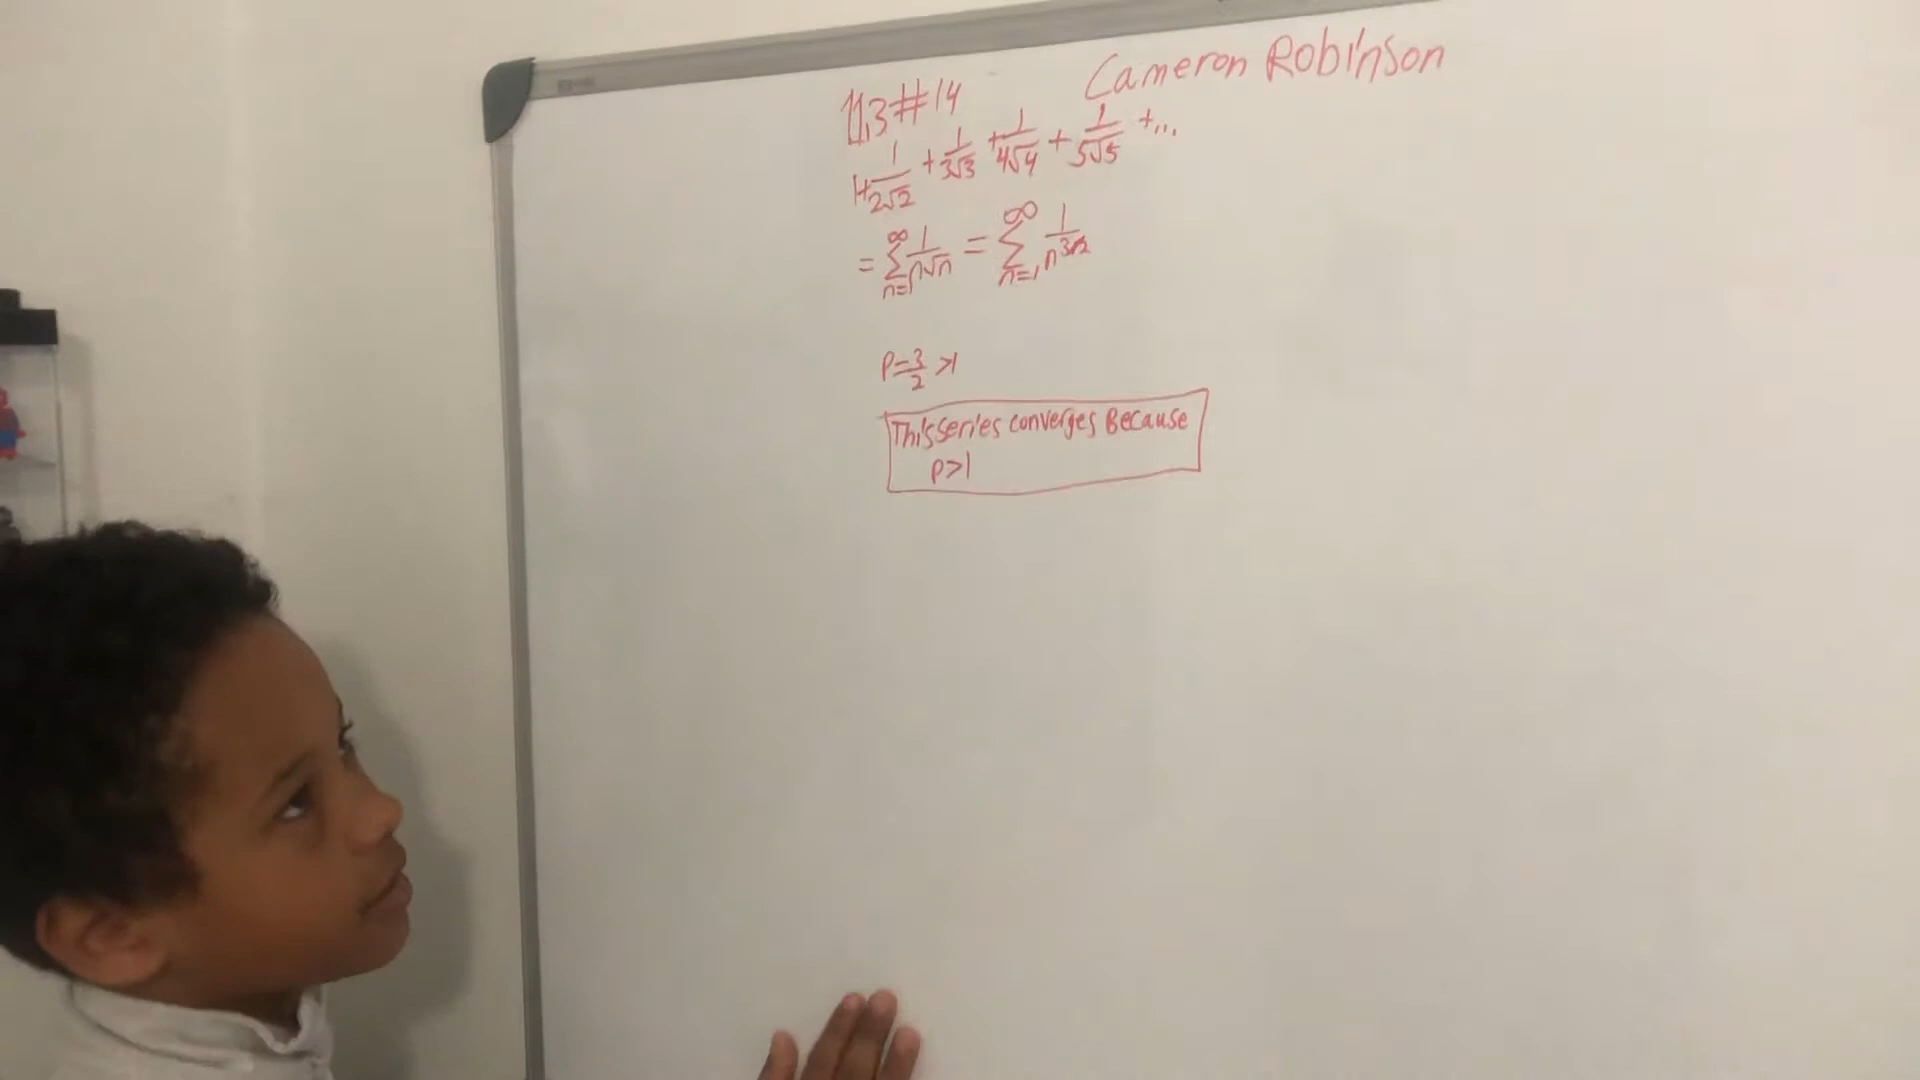 11.3#14 Cameron Robinson
1+1/2√2 + 1/3√3 + 1/4√4 + 1/5√5 +...
= ∞∑n=1 1/n√n = ∞∑n=1 1/n^3/2
P=3/2 >1
This series converges Because
p>1